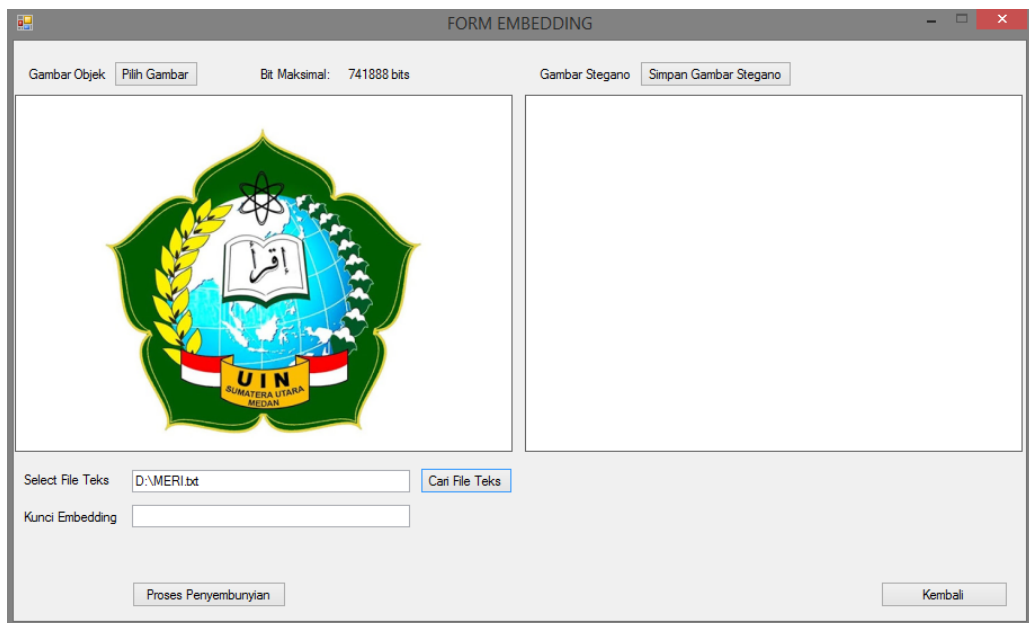 FORM EMBEDDING
Gambar Objek Pilih Gambar Bit Maksimal: 741888 bits Gambar Stegano Simpan Gambar Stegano
إقرأ
UIN
SUMATERA UTARA
MEDAN
Select File Teks D:\MERI.txt Cari File Teks
Kunci Embedding
Proses Penyembunyian Kembali